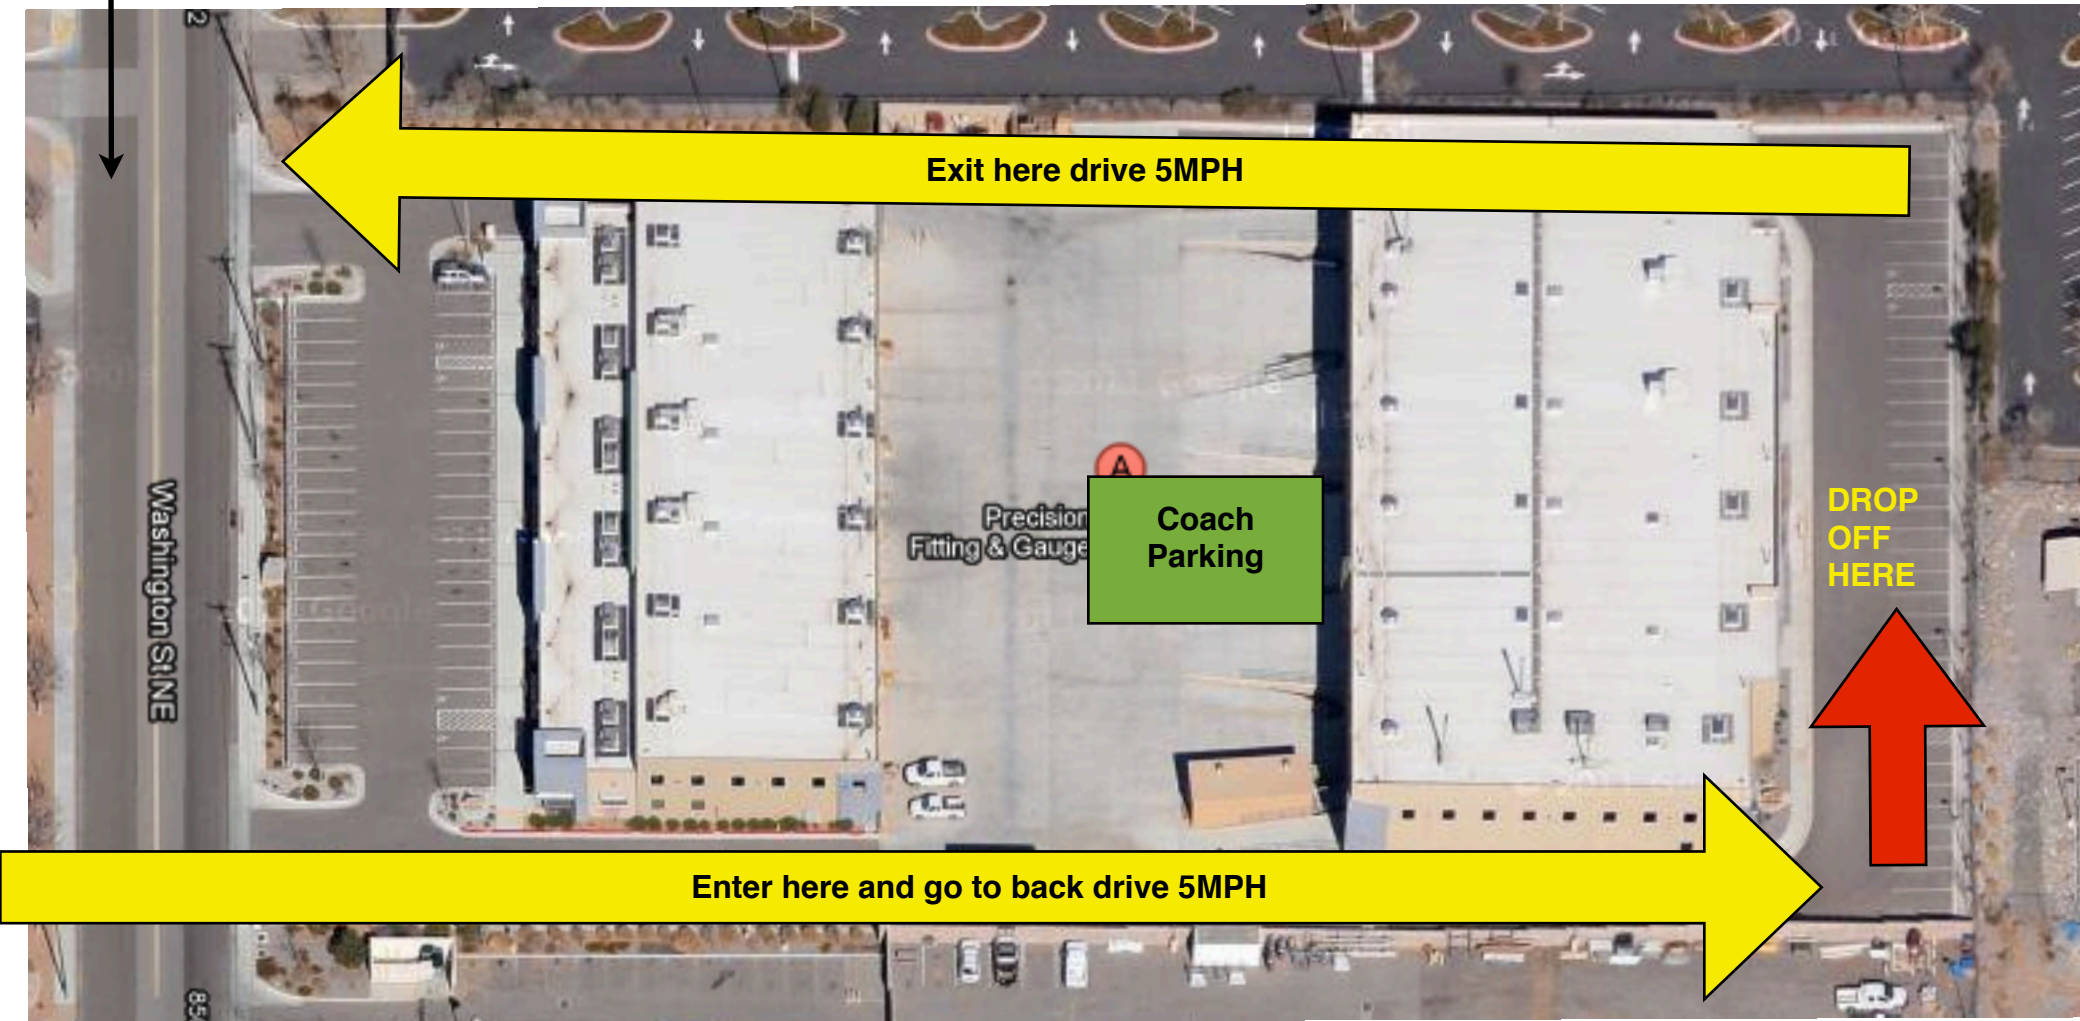 Exit here drive 5MPH
A
Precision
Fitting & Gauge
Coach
Parking
DROP
OFF
HERE
Washington St NE
Enter here and go to back drive 5MPH